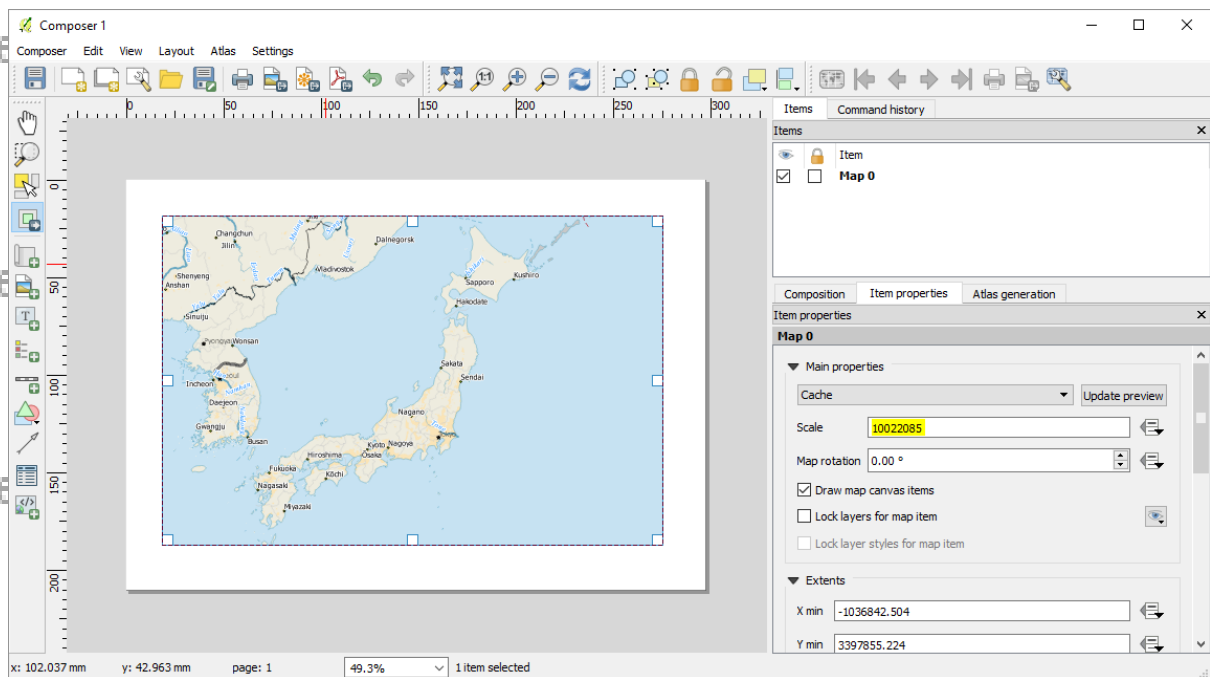 Composer 1
Composer Edit View Layout Atlas Settings
0 50 100 150 200 250 300
Items Command history
Items
Item
Map 0
0
50
100
150
200
Changchun
Jilin
Dalnegorsk
Vladivostok
Shenyeng
Anshan
Sinuiju
Wonsan
Incheon
Daejeon
Gwangju
Busan
Kushiro
Sapporo
Hakodate
Sakata
Sendai
Nagano
Kyoto Nagoya
Osaka
Hiroshima
Fukuoka
Kōchi
Nagasaki
Miyazaki
Composition Item properties Atlas generation
Item properties
Map 0
Main properties
Cache Update preview
Scale 10022085
Map rotation 0.00 °
Draw map canvas items
Lock layers for map item
Lock layer styles for map item
Extents
X min -1036842.504
Y min 3397855.224
x: 102.037 mm y: 42.963 mm page: 1 49.3% 1 item selected